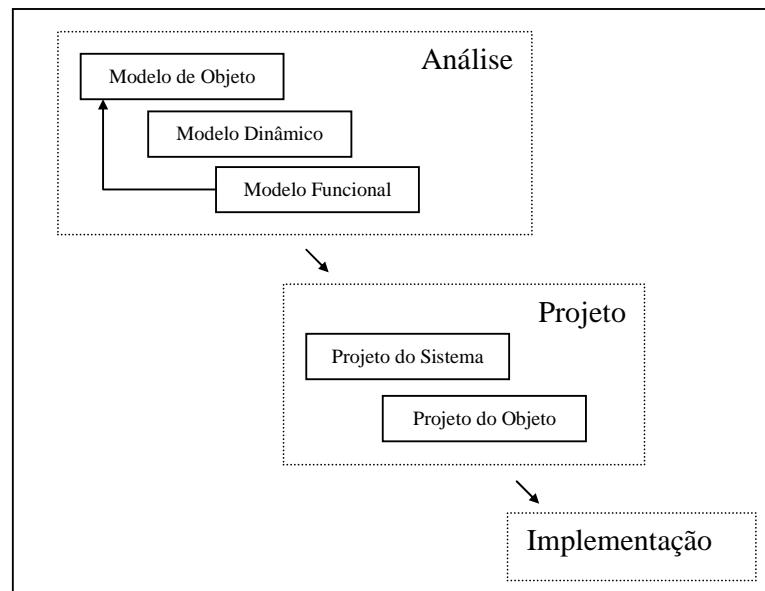 Análise
Modelo de Objeto
Modelo Dinâmico
Modelo Funcional
Projeto
Projeto do Sistema
Projeto do Objeto
Implementação